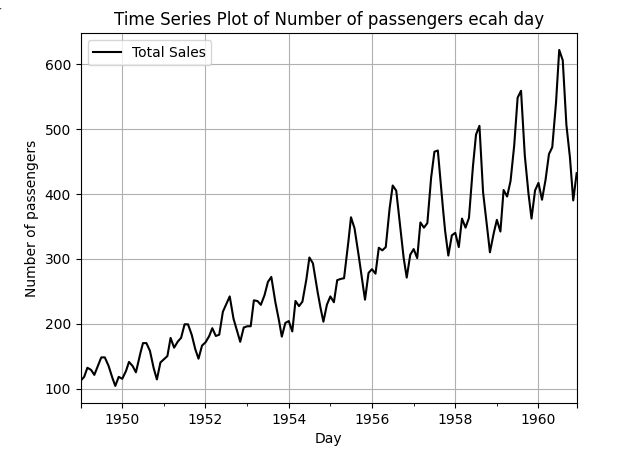 Time Series Plot of Number of passengers ecah day
Total Sales
600
500
400
300
200
100
Number of passengers
1950 1952 1954 1956 1958 1960
Day